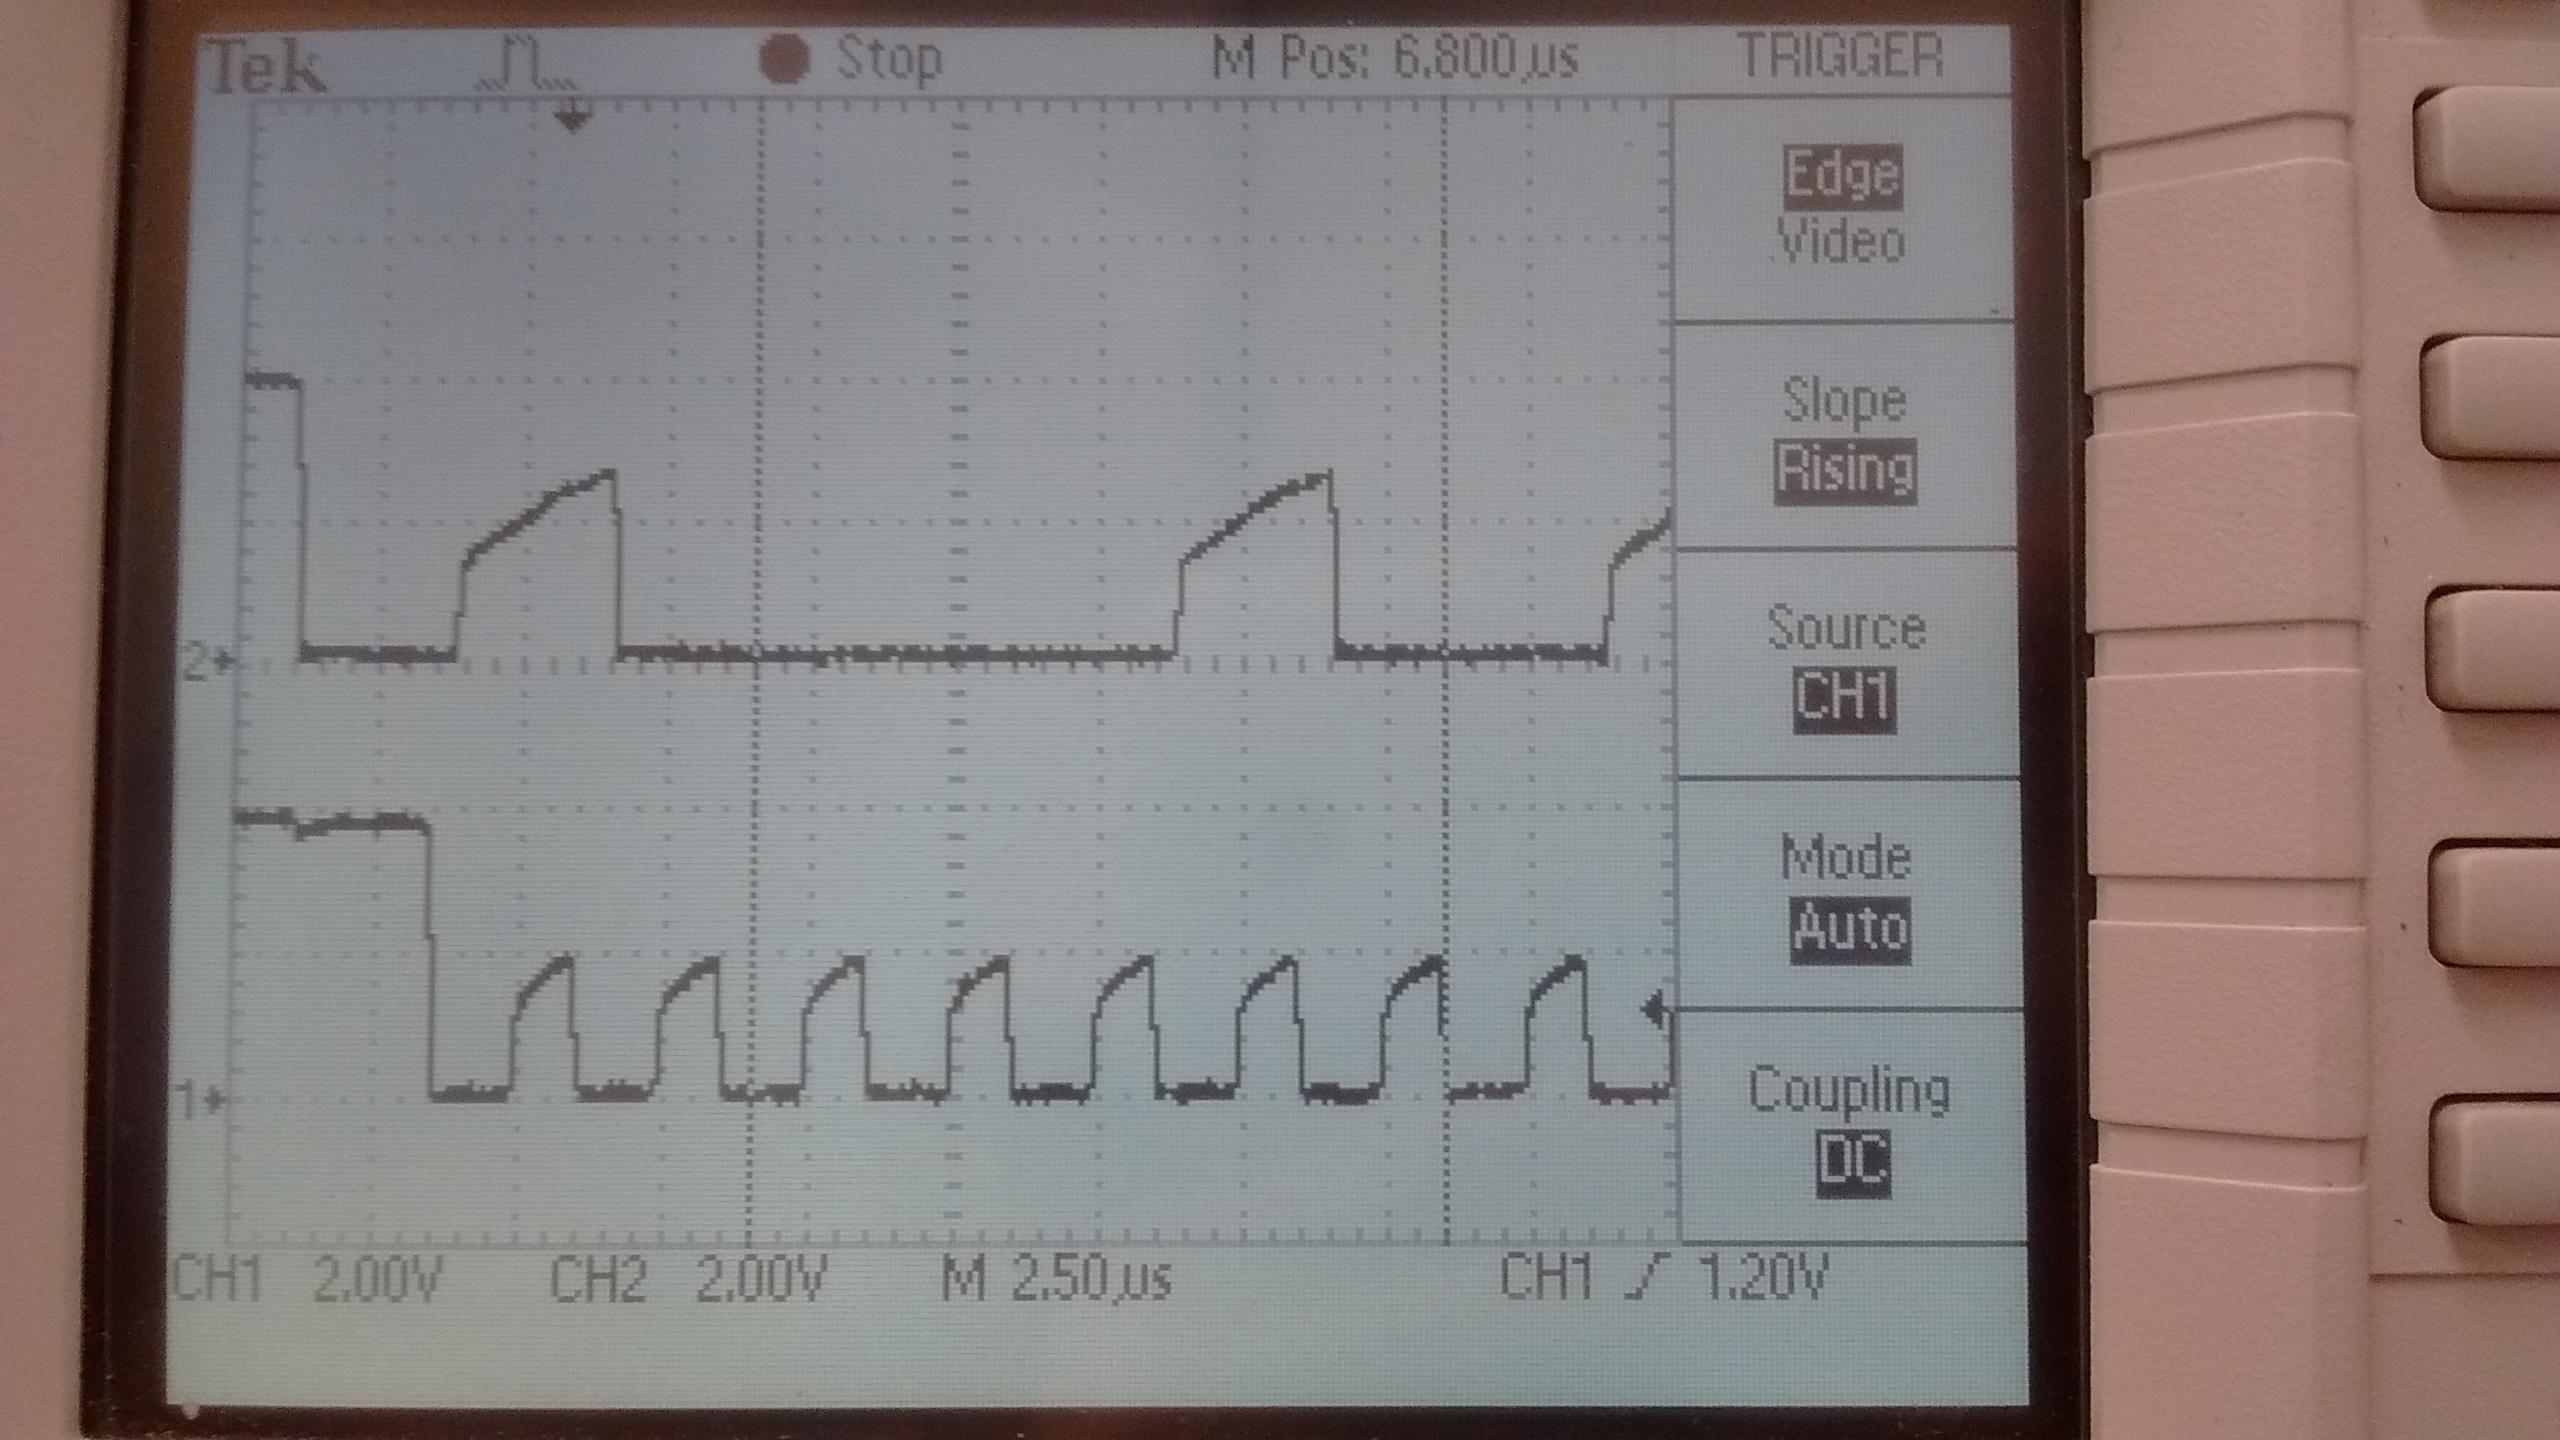 Tek Stop M Pos: 6.800µs TRIGGER
Edge
Video
Slope
Rising
Source
CH1
Mode
Auto
Coupling
DC
2
1
CH1 2.00V CH2 2.00V M 2.50µs CH1 1.20V